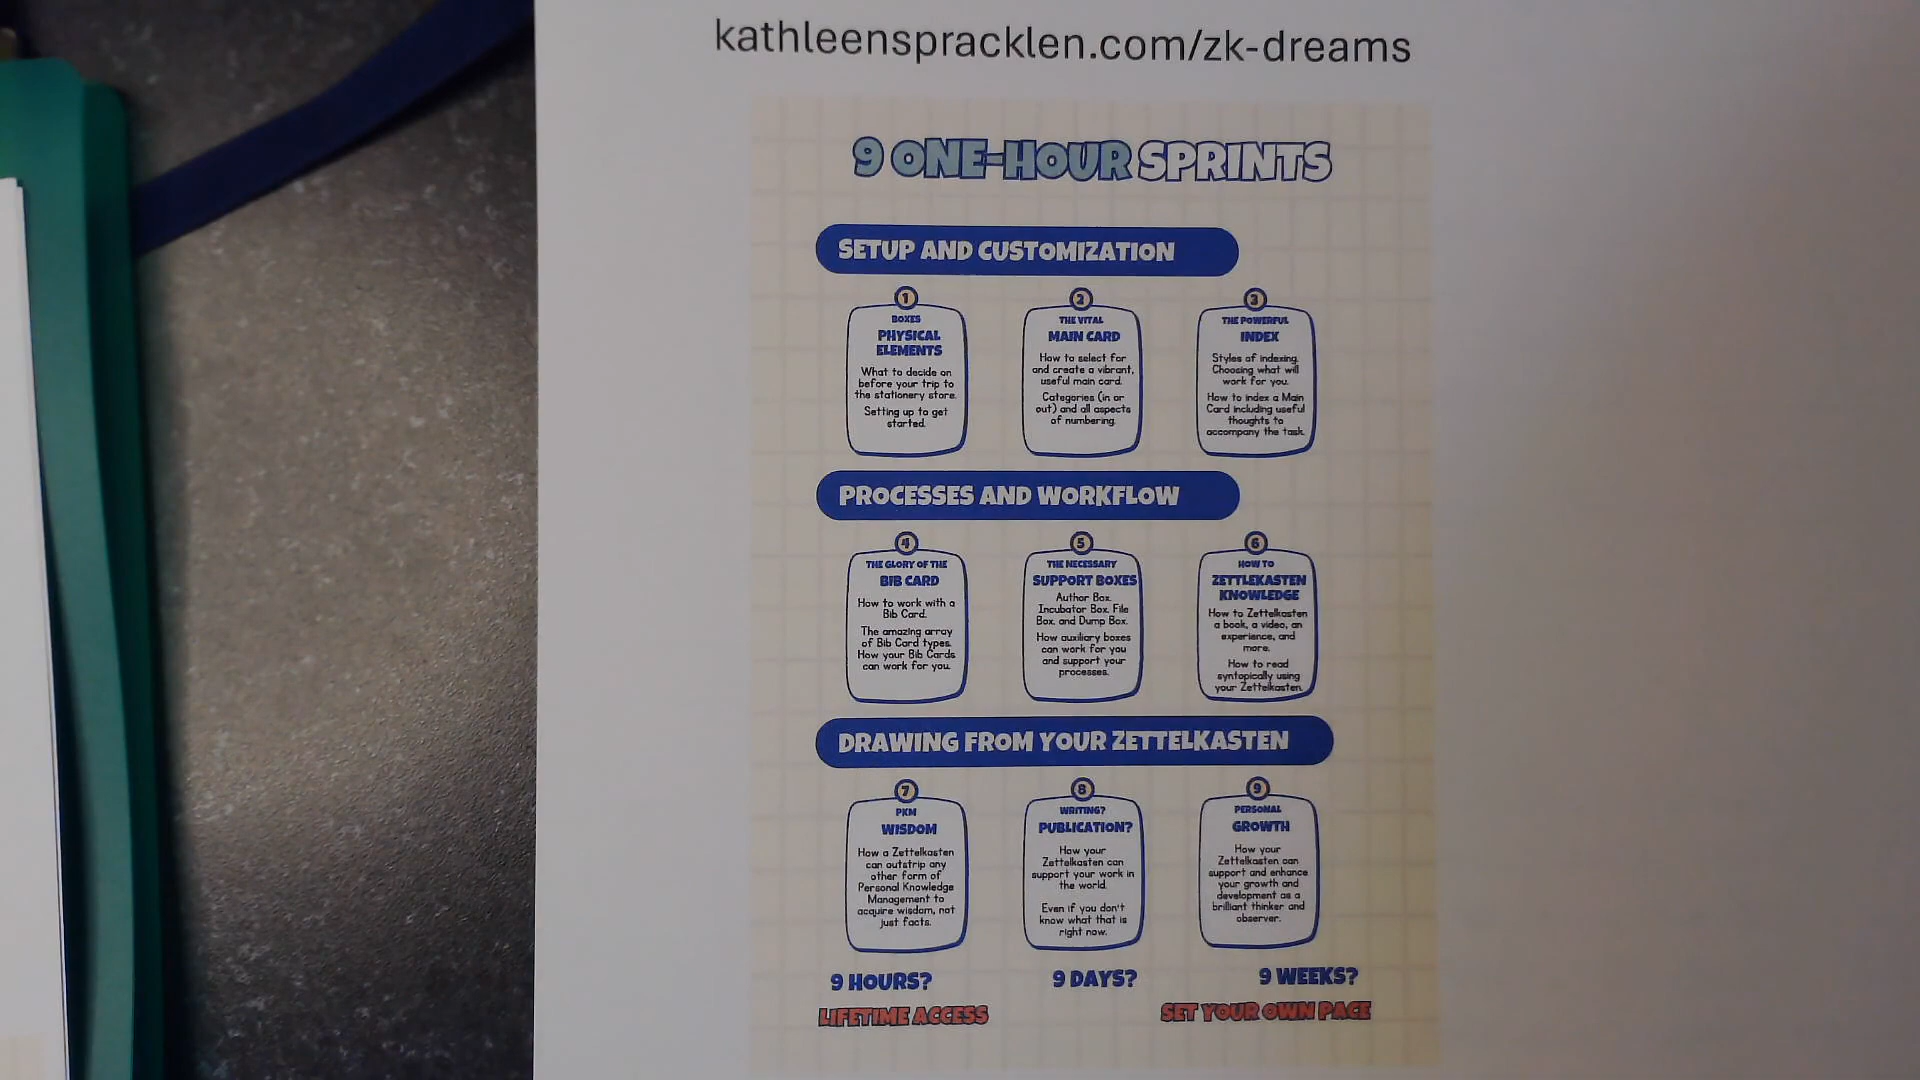 kathleenspracklen.com/zk-dreams
9 ONE-HOUR SPRINTS
SETUP AND CUSTOMIZATION
1
BOXES
PHYSICAL
ELEMENTS
What to decide on
before your trip to
the stationery store.
Setting up to get
started.
2
THE VITAL
MAIN CARD
How to select for
and create a vibrant,
useful main card.
Categories (in or
out) and all aspects
of numbering.
3
THE POWERFUL
INDEX
Styles of indexing.
Choosing what will
work for you.
How to index a Main
Card including useful
thoughts to
accompany the task.
PROCESSES AND WORKFLOW
4
THE GLORY OF THE
BIB CARD
How to work with a
Bib Card.
The amazing array
of Bib Card types.
How your Bib Cards
can work for you.
5
THE NECESSARY
SUPPORT BOXES
Author Box.
Incubator Box. File
Box. and Dump Box.
How auxiliary boxes
can work for you
and support your
processes.
6
HOW TO
ZETTLEKASTEN
KNOWLEDGE
How to Zettelkasten
a book, a video, an
experience, and
more.
How to read
syntopically using
your Zettelkasten.
DRAWING FROM YOUR ZETTELKASTEN
7
PKM
WISDOM
How a Zettelkasten
can outstrip any
other form of
Personal Knowledge
Management to
acquire wisdom, not
just facts.
8
WRITING?
PUBLICATION?
How your
Zettelkasten can
support your work in
the world.
Even if you don't
know what that is
right now.
9
PERSONAL
GROWTH
How your
Zettelkasten can
support and enhance
your growth and
development as a
brilliant thinker and
observer.
9 HOURS?
9 DAYS?
9 WEEKS?
LIFETIME ACCESS
SET YOUR OWN PACE